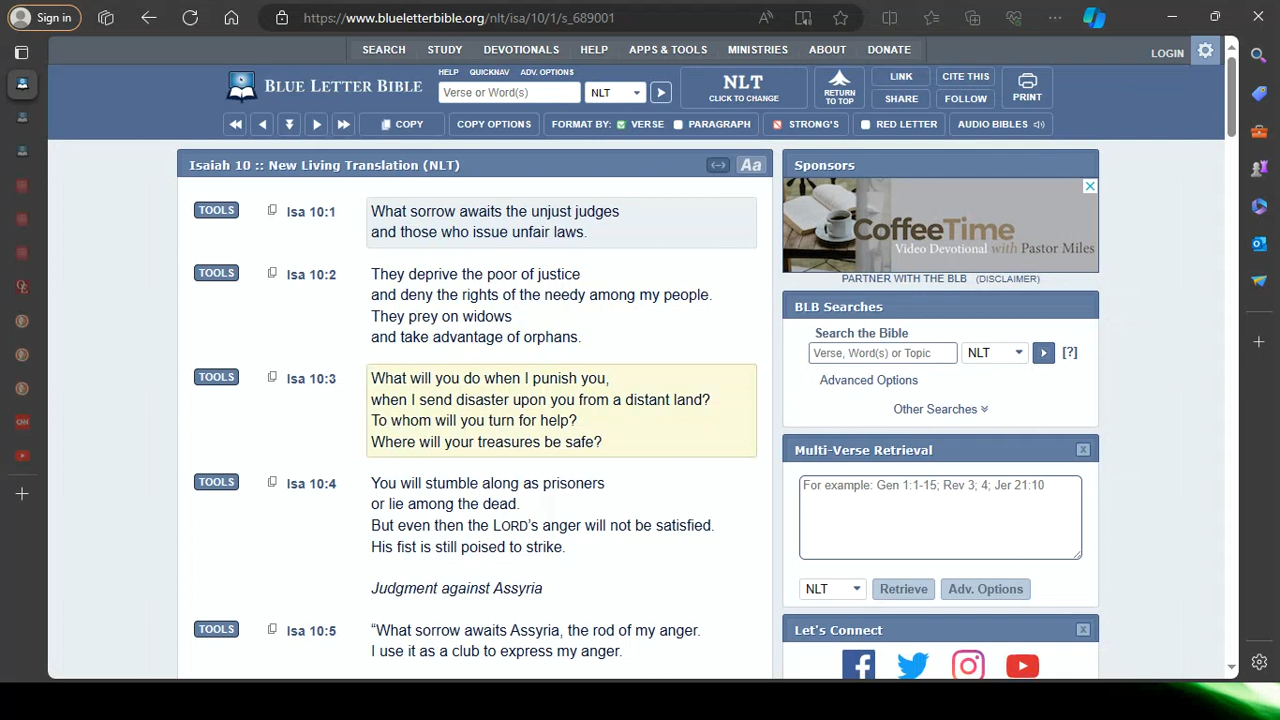 Sign in
https://www.blueletterbible.org/nlt/isa/10/1/s_689001
SEARCH STUDY DEVOTIONALS HELP APPS & TOOLS MINISTRIES ABOUT DONATE
LOGIN
BLUE LETTER BIBLE
HELP QUICKNAV ADV. OPTIONS
Verse or Word(s) NLT
NLT
CLICK TO CHANGE
RETURN
TO TOP
LINK CITE THIS
SHARE FOLLOW
PRINT
COPY COPY OPTIONS FORMAT BY: VERSE PARAGRAPH STRONG'S RED LETTER AUDIO BIBLES
Isaiah 10 :: New Living Translation (NLT) Aa
TOOLS Isa 10:1 What sorrow awaits the unjust judges
and those who issue unfair laws.
TOOLS Isa 10:2 They deprive the poor of justice
and deny the rights of the needy among my people.
They prey on widows
and take advantage of orphans.
TOOLS Isa 10:3 What will you do when I punish you,
when I send disaster upon you from a distant land?
To whom will you turn for help?
Where will your treasures be safe?
TOOLS Isa 10:4 You will stumble along as prisoners
or lie among the dead.
But even then the LORD's anger will not be satisfied.
His fist is still poised to strike.
Judgment against Assyria
TOOLS Isa 10:5 “What sorrow awaits Assyria, the rod of my anger.
I use it as a club to express my anger.
Sponsors
CoffeeTime
Video Devotional with Pastor Miles
PARTNER WITH THE BLB (DISCLAIMER)
BLB Searches
Search the Bible
Verse, Word(s) or Topic NLT [?]
Advanced Options
Other Searches
Multi-Verse Retrieval
For example: Gen 1:1-15; Rev 3; 4; Jer 21:10
NLT Retrieve Adv. Options
Let's Connect
CNN